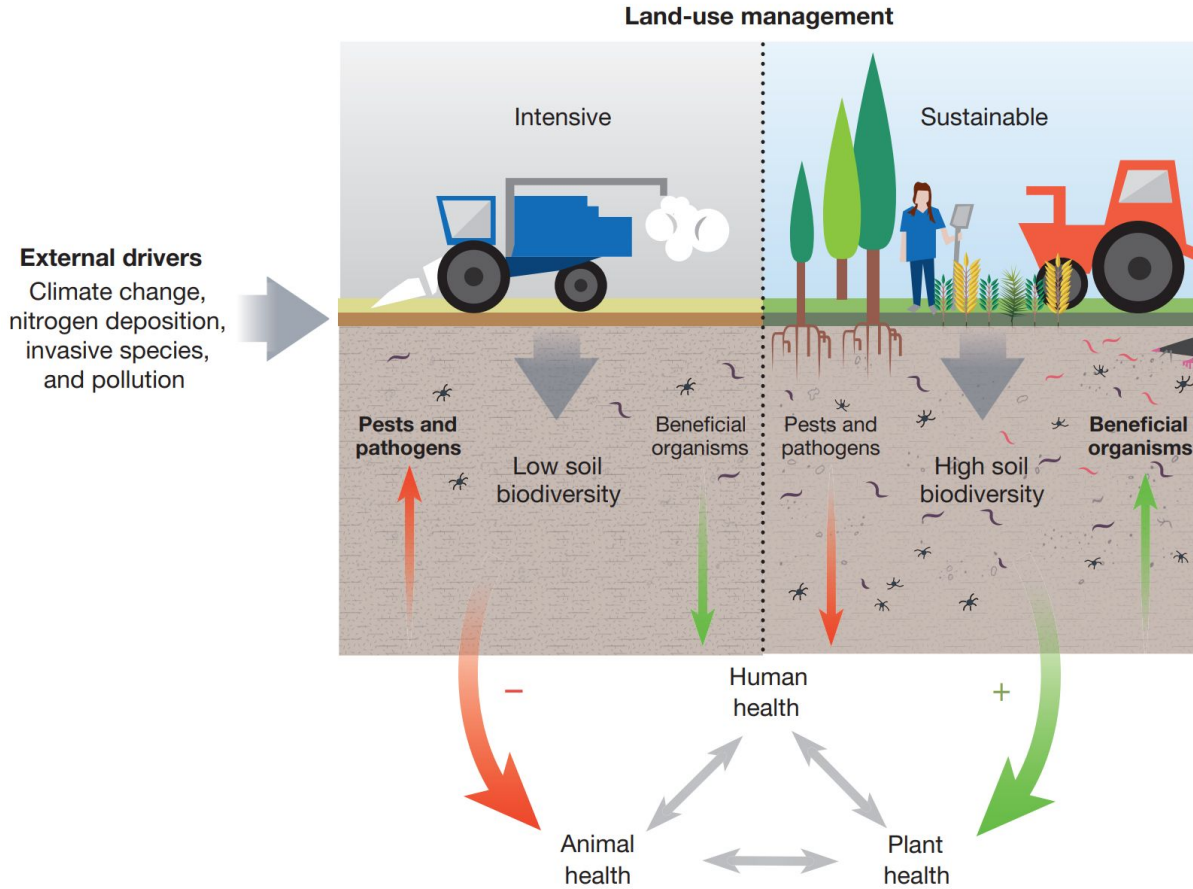 Land-use management
Intensive
Sustainable
External drivers
Climate change,
nitrogen deposition,
invasive species,
and pollution
Pests and
pathogens
Low soil
biodiversity
Beneficial
organisms
Pests and
pathogens
High soil
biodiversity
Beneficial
organisms
−
+
Human
health
Animal
health
Plant
health